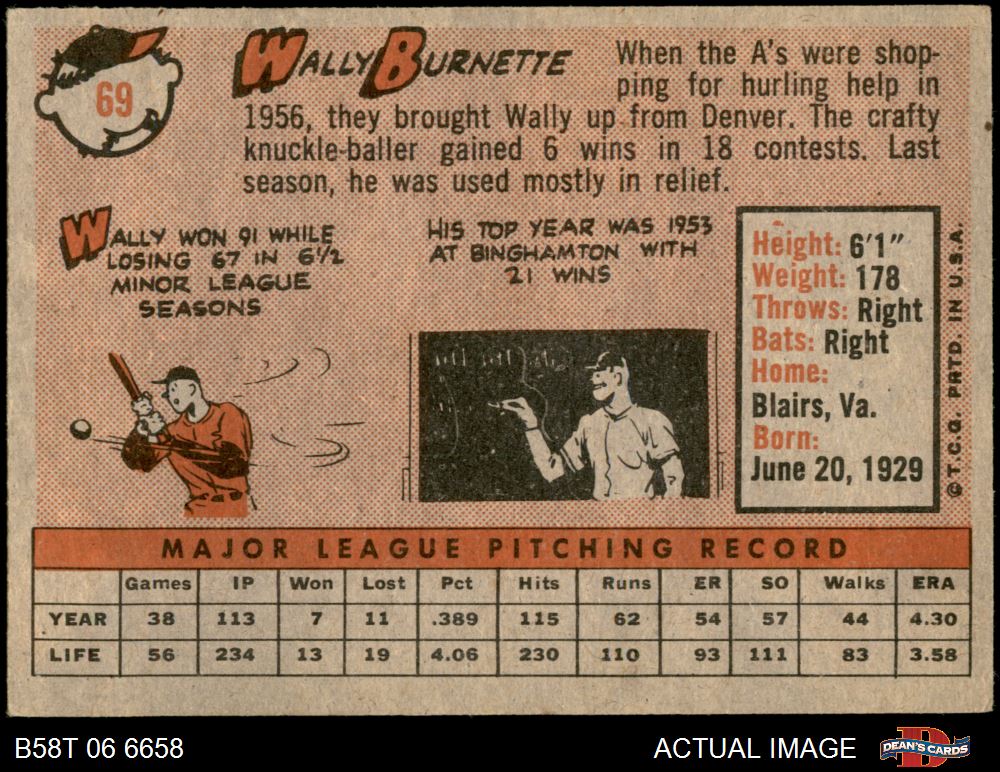 69
WALLY BURNETTE
When the A's were shop-
ping for hurling help in
1956, they brought Wally up from Denver. The crafty
knuckle-baller gained 6 wins in 18 contests. Last
season, he was used mostly in relief.
WALLY WON 91 WHILE
LOSING 67 IN 6½
MINOR LEAGUE
SEASONS
HIS TOP YEAR WAS 1953
AT BINGHAMTON WITH
21 WINS
Height: 6'1"
Weight: 178
Throws: Right
Bats: Right
Home:
Blairs, Va.
Born:
June 20, 1929
© T.C.G. PRTD. IN U.S.A.
MAJOR LEAGUE PITCHING RECORD
Games IP Won Lost Pct Hits Runs ER SO Walks ERA
YEAR 38 113 7 11 .389 115 62 54 57 44 4.30
LIFE 56 234 13 19 4.06 230 110 93 111 83 3.58
B58T 06 6658
ACTUAL IMAGE
D
DEAN'S CARDS